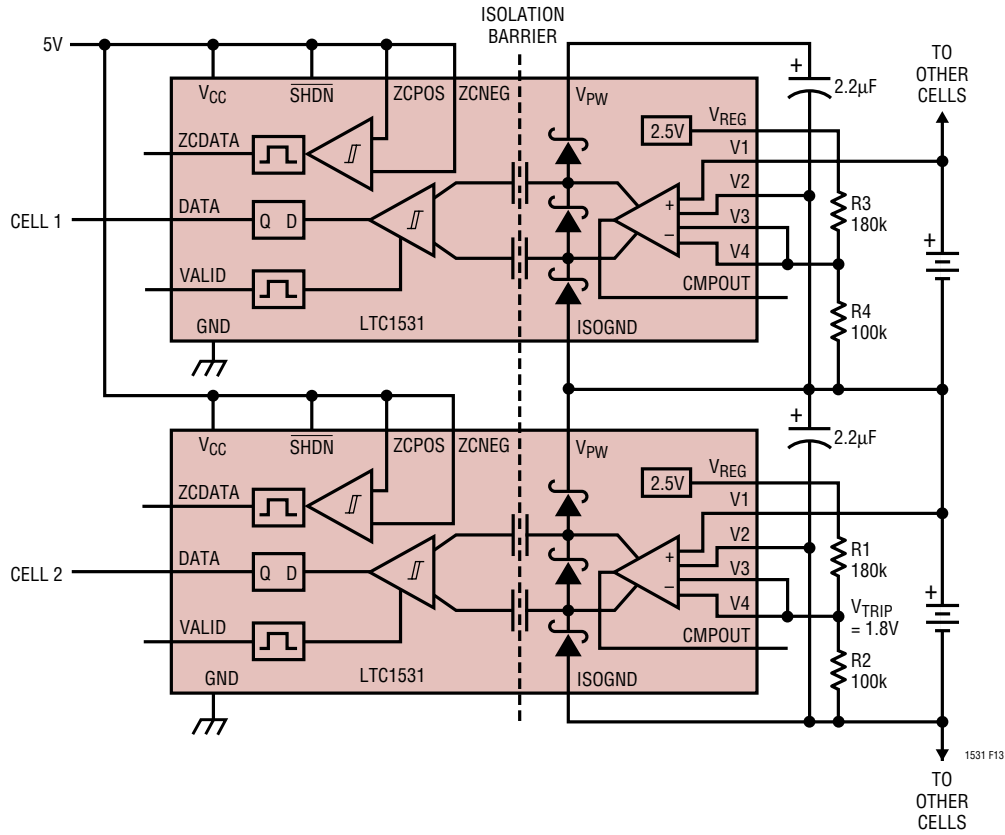 ISOLATION
BARRIER
5V
VCC
SHDN
ZCPOS
ZCNEG
VPW
+
2.2µF
TO
OTHER
CELLS
ZCDATA
2.5V
VREG
V1
V2
V3
V4
+
−
R3
180k
+
CELL 1
DATA
Q D
VALID
CMPOUT
R4
100k
GND
LTC1531
ISOGND
+
2.2µF
VCC
SHDN
ZCPOS
ZCNEG
VPW
ZCDATA
2.5V
VREG
V1
V2
V3
V4
+
−
R1
180k
+
CELL 2
DATA
Q D
VALID
CMPOUT
VTRIP
= 1.8V
R2
100k
GND
LTC1531
ISOGND
1531 F13
TO
OTHER
CELLS